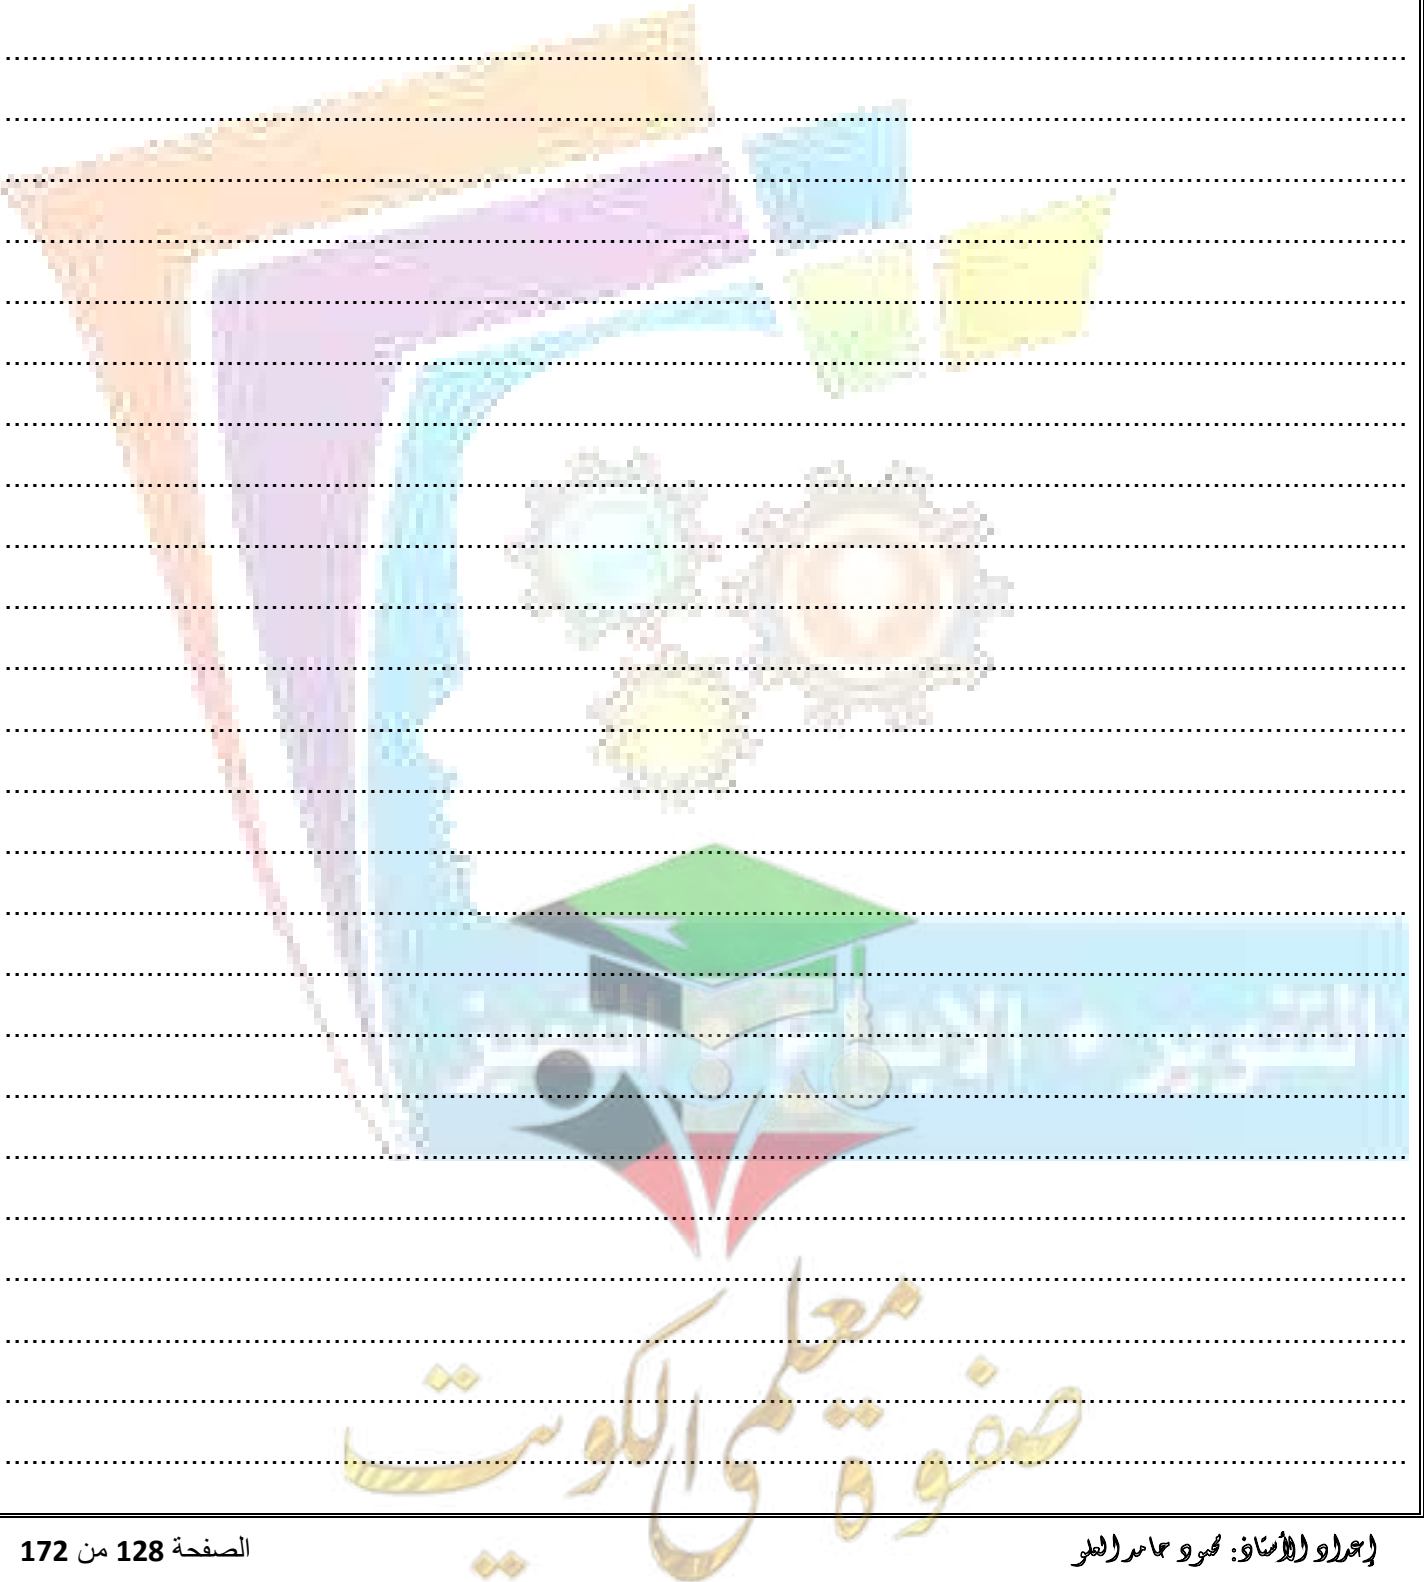 معلمي
صفوة الكويت
إعداد الأستاذ: محمود حامد العلو
الصفحة 128 من 172